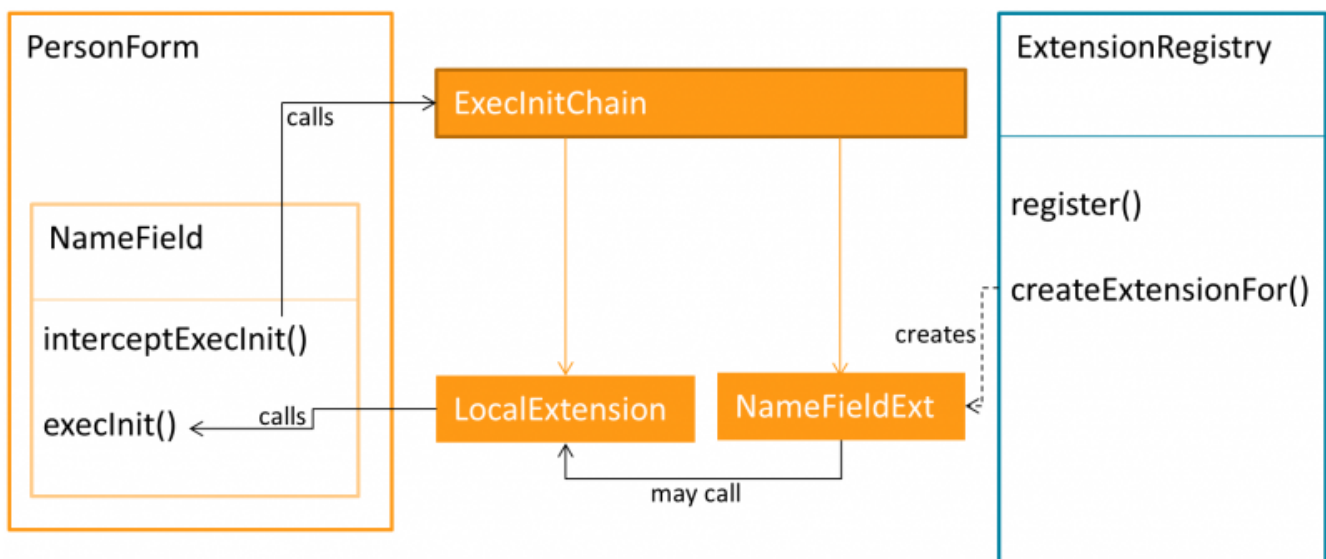 PersonForm
NameField
interceptExecInit()
execInit()
calls
calls
ExecInitChain
LocalExtension
NameFieldExt
may call
creates
ExtensionRegistry
register()
createExtensionFor()